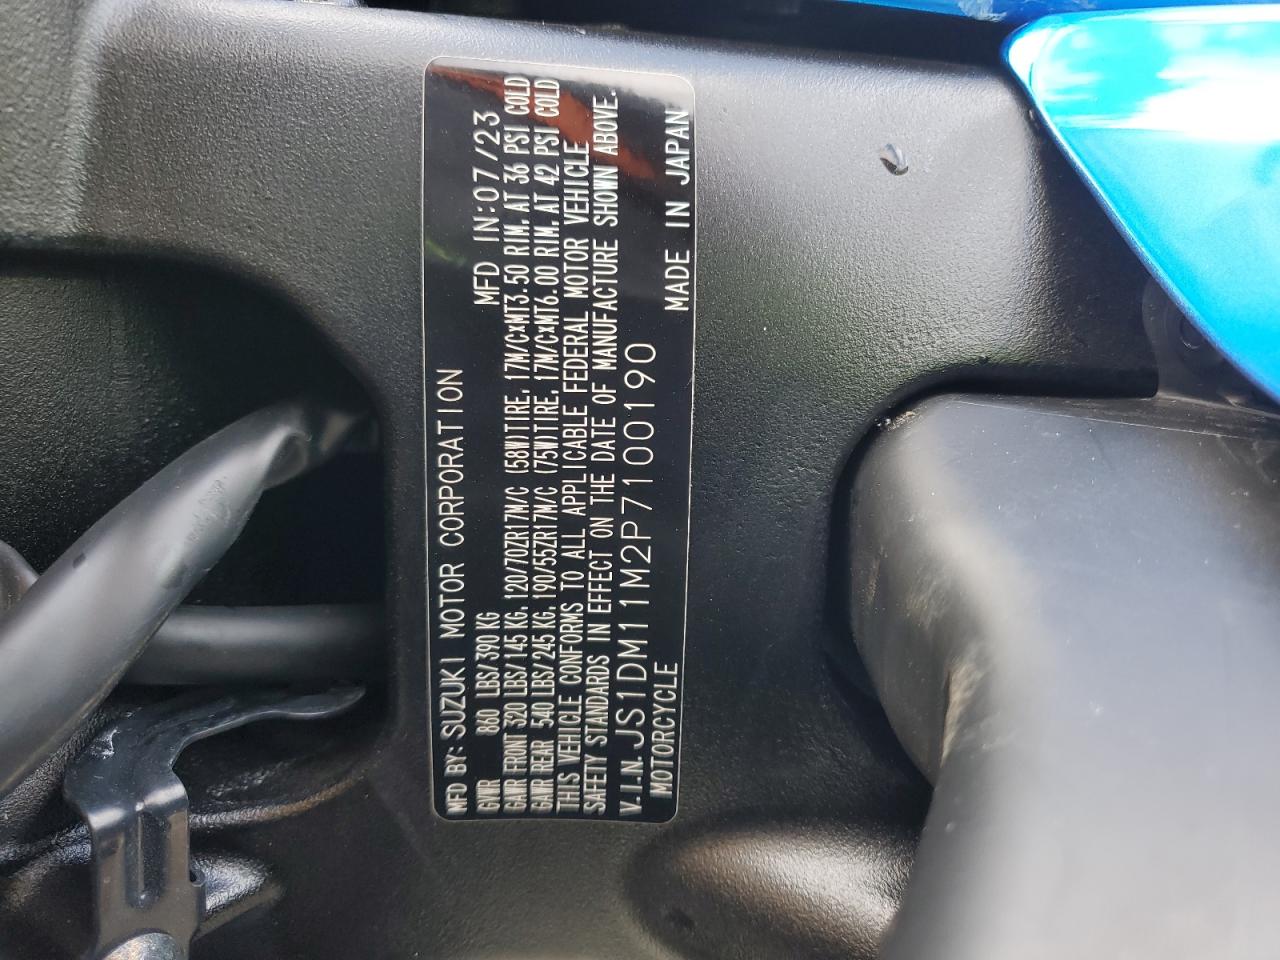 MFD BY: SUZUKI MOTOR CORPORATION
MFD IN:07/23
GVWR 860 LBS/390 KG
GAWR FRONT 320 LBS/145 KG. 120/70ZR17M/C (58W)TIRE. 17M/CxMT3.50 RIM. AT 36 PSI COLD
GAWR REAR 540 LBS/245 KG. 190/55ZR17M/C (75W)TIRE. 17M/CxMT6.00 RIM. AT 42 PSI COLD
THIS VEHICLE CONFORMS TO ALL APPLICABLE FEDERAL MOTOR VEHICLE
SAFETY STANDARDS IN EFFECT ON THE DATE OF MANUFACTURE SHOWN ABOVE.
V.I.N. JS1DM11M2P7100190
MOTORCYCLE
MADE IN JAPAN